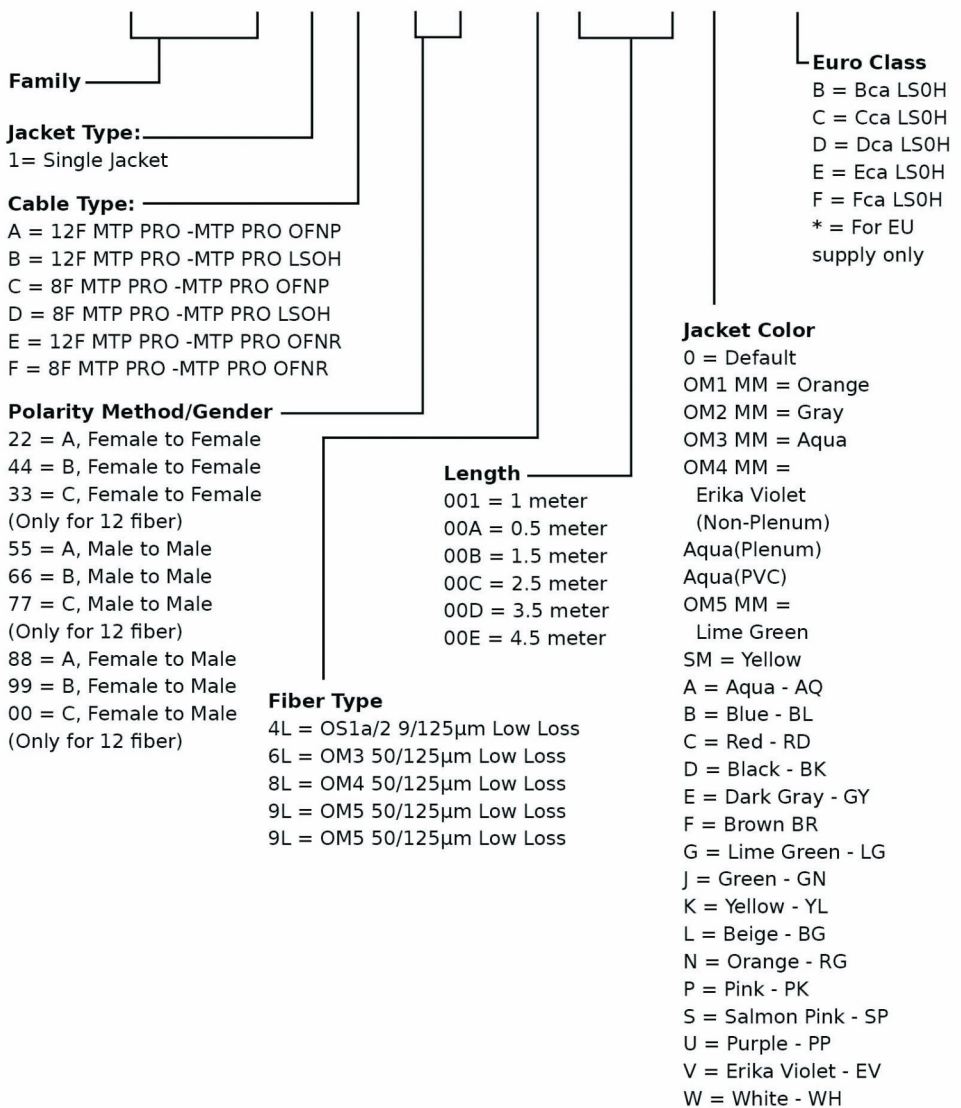 Family
Jacket Type:
1= Single Jacket
Cable Type:
A = 12F MTP PRO -MTP PRO OFNP
B = 12F MTP PRO -MTP PRO LSOH
C = 8F MTP PRO -MTP PRO OFNP
D = 8F MTP PRO -MTP PRO LSOH
E = 12F MTP PRO -MTP PRO OFNR
F = 8F MTP PRO -MTP PRO OFNR
Polarity Method/Gender
22 = A, Female to Female
44 = B, Female to Female
33 = C, Female to Female
(Only for 12 fiber)
55 = A, Male to Male
66 = B, Male to Male
77 = C, Male to Male
(Only for 12 fiber)
88 = A, Female to Male
99 = B, Female to Male
00 = C, Female to Male
(Only for 12 fiber)
Fiber Type
4L = OS1a/2 9/125µm Low Loss
6L = OM3 50/125µm Low Loss
8L = OM4 50/125µm Low Loss
9L = OM5 50/125µm Low Loss
9L = OM5 50/125µm Low Loss
Length
001 = 1 meter
00A = 0.5 meter
00B = 1.5 meter
00C = 2.5 meter
00D = 3.5 meter
00E = 4.5 meter
Jacket Color
0 = Default
OM1 MM = Orange
OM2 MM = Gray
OM3 MM = Aqua
OM4 MM =
Erika Violet
(Non-Plenum)
Aqua(Plenum)
Aqua(PVC)
OM5 MM =
Lime Green
SM = Yellow
A = Aqua - AQ
B = Blue - BL
C = Red - RD
D = Black - BK
E = Dark Gray - GY
F = Brown BR
G = Lime Green - LG
J = Green - GN
K = Yellow - YL
L = Beige - BG
N = Orange - RG
P = Pink - PK
S = Salmon Pink - SP
U = Purple - PP
V = Erika Violet - EV
W = White - WH
Euro Class
B = Bca LS0H
C = Cca LS0H
D = Dca LS0H
E = Eca LS0H
F = Fca LS0H
* = For EU
supply only